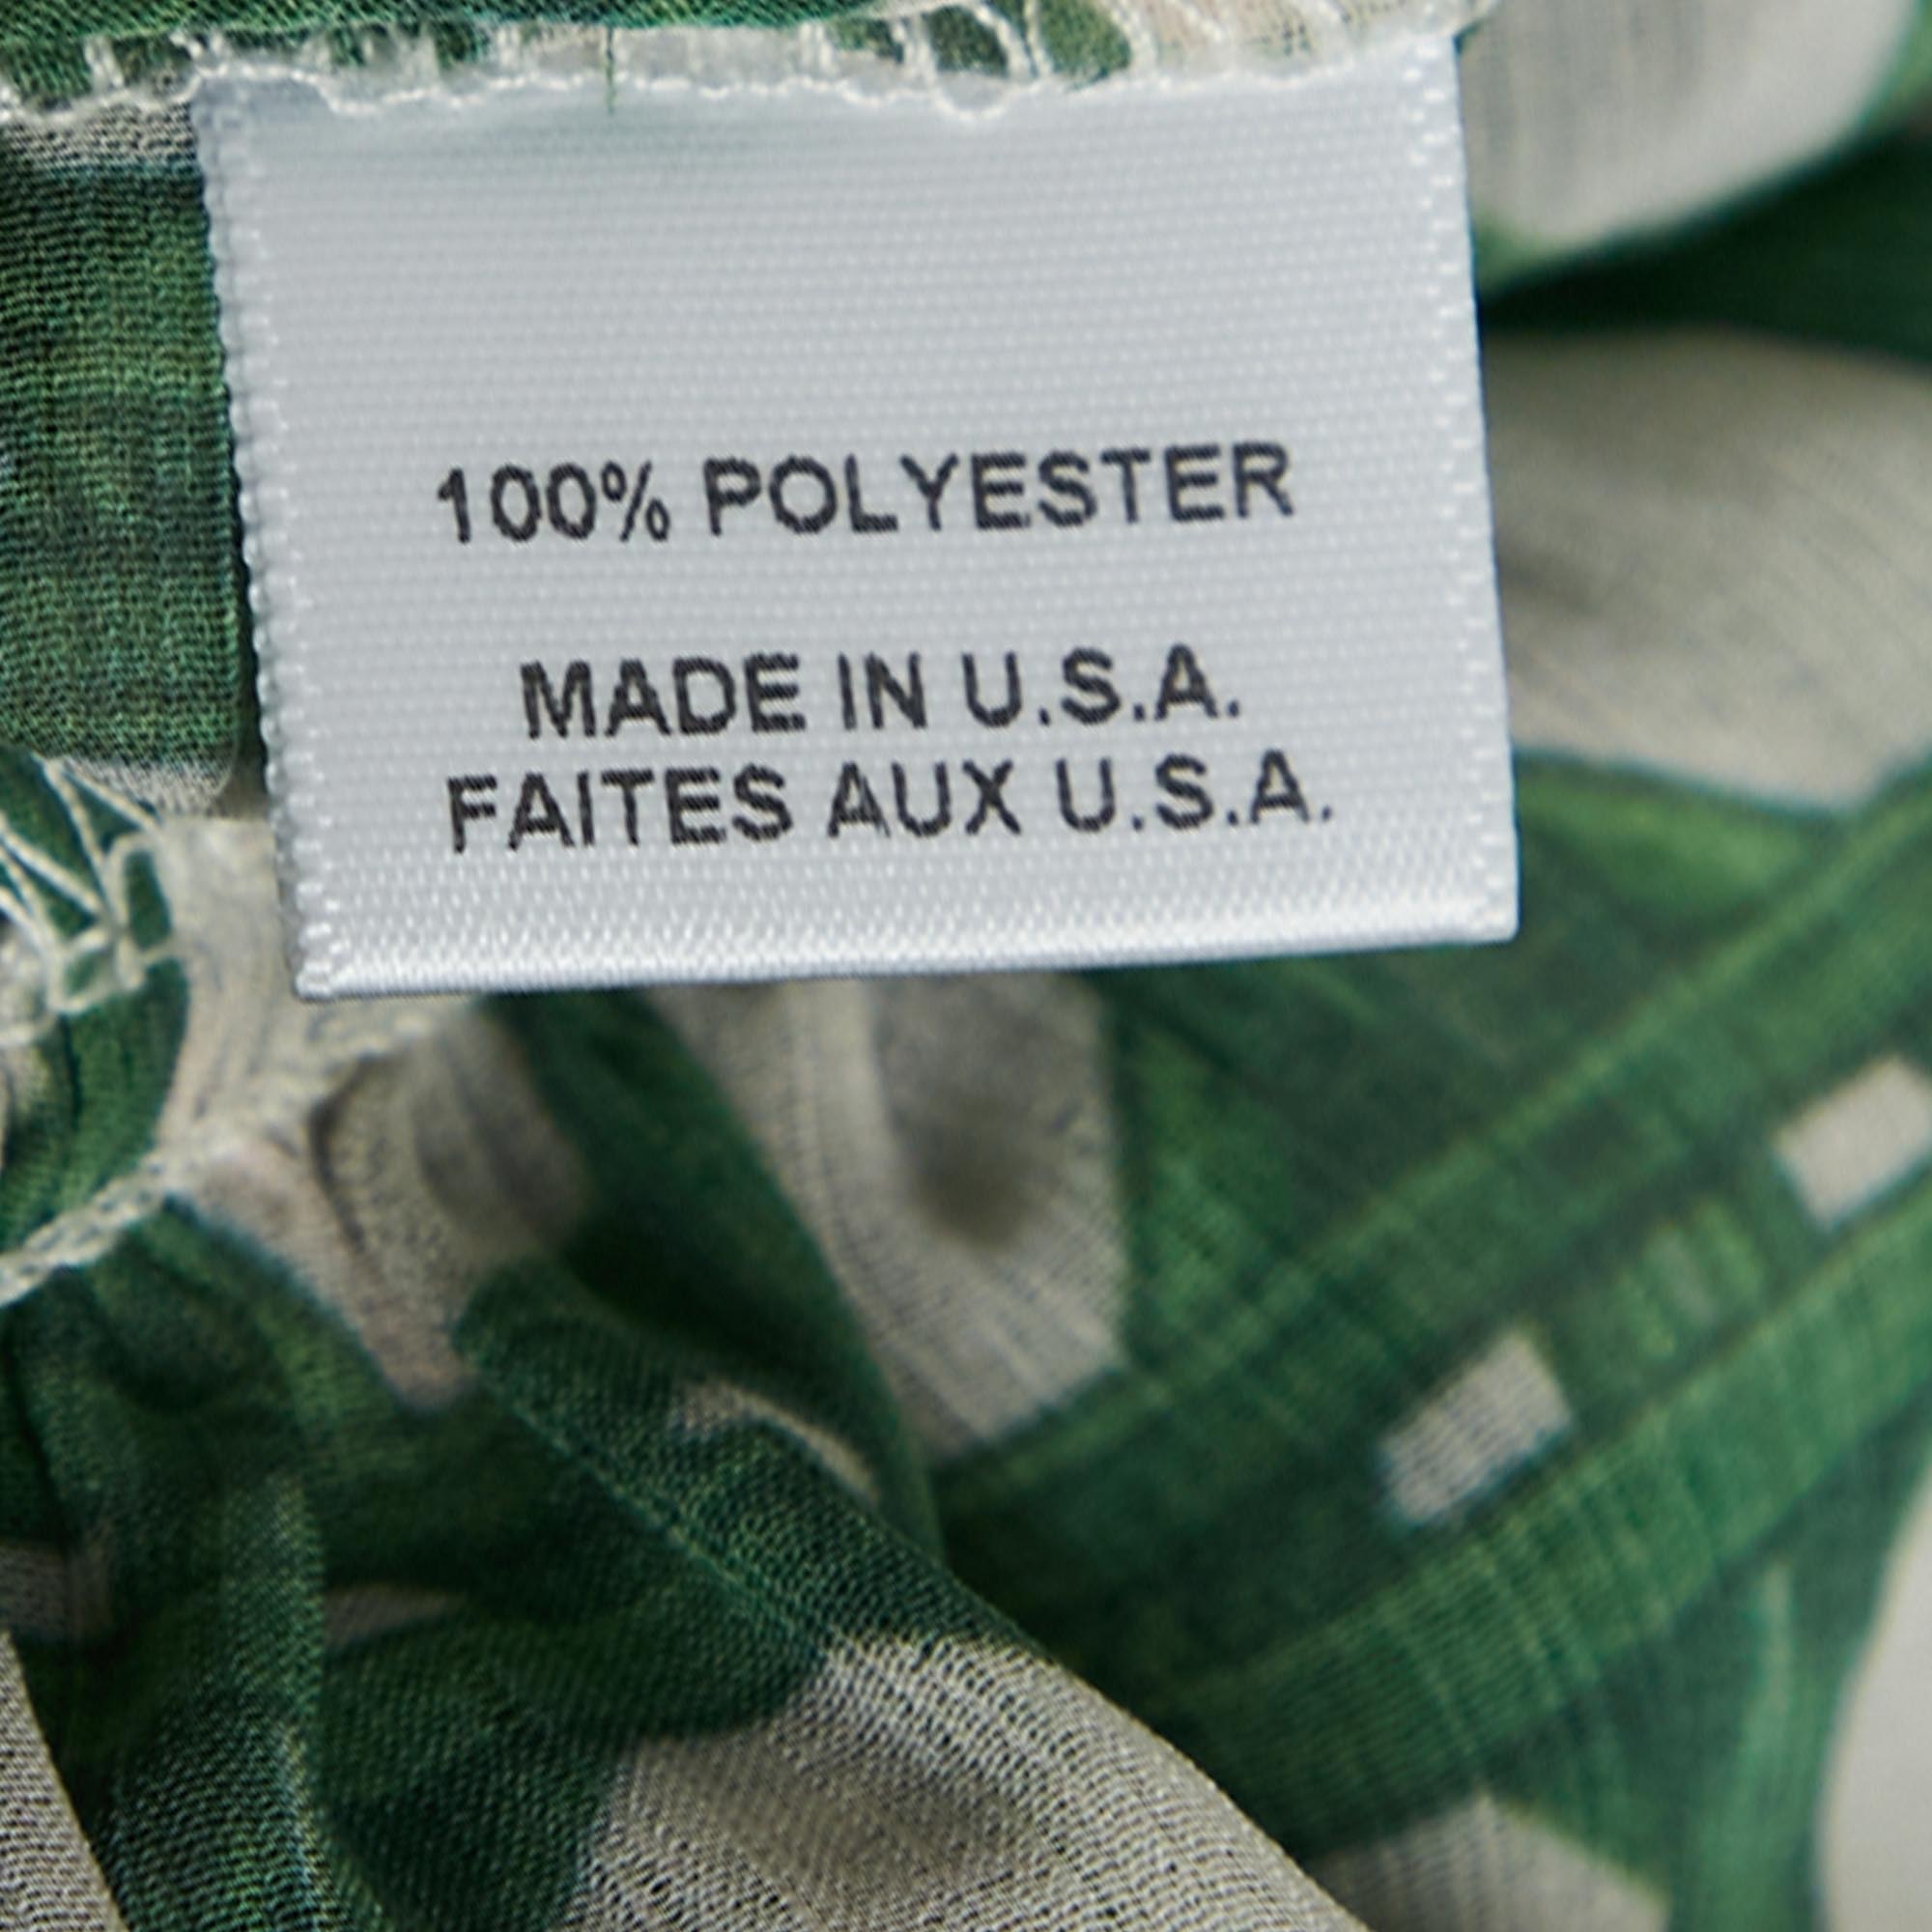 100% POLYESTER
MADE IN U.S.A.
FAITES AUX U.S.A.